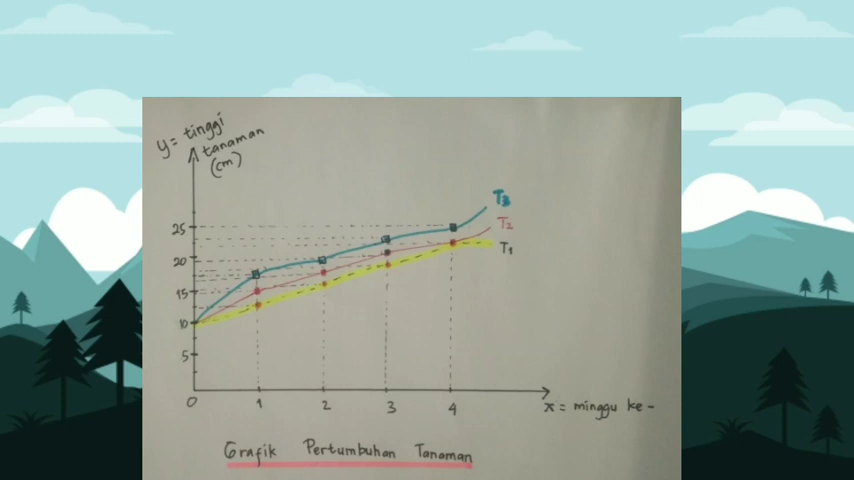 y = tinggi
tanaman
(cm)
T3
T2
T1
25
20
15
10
5
0
1
2
3
4
x = minggu ke -
Grafik Pertumbuhan Tanaman